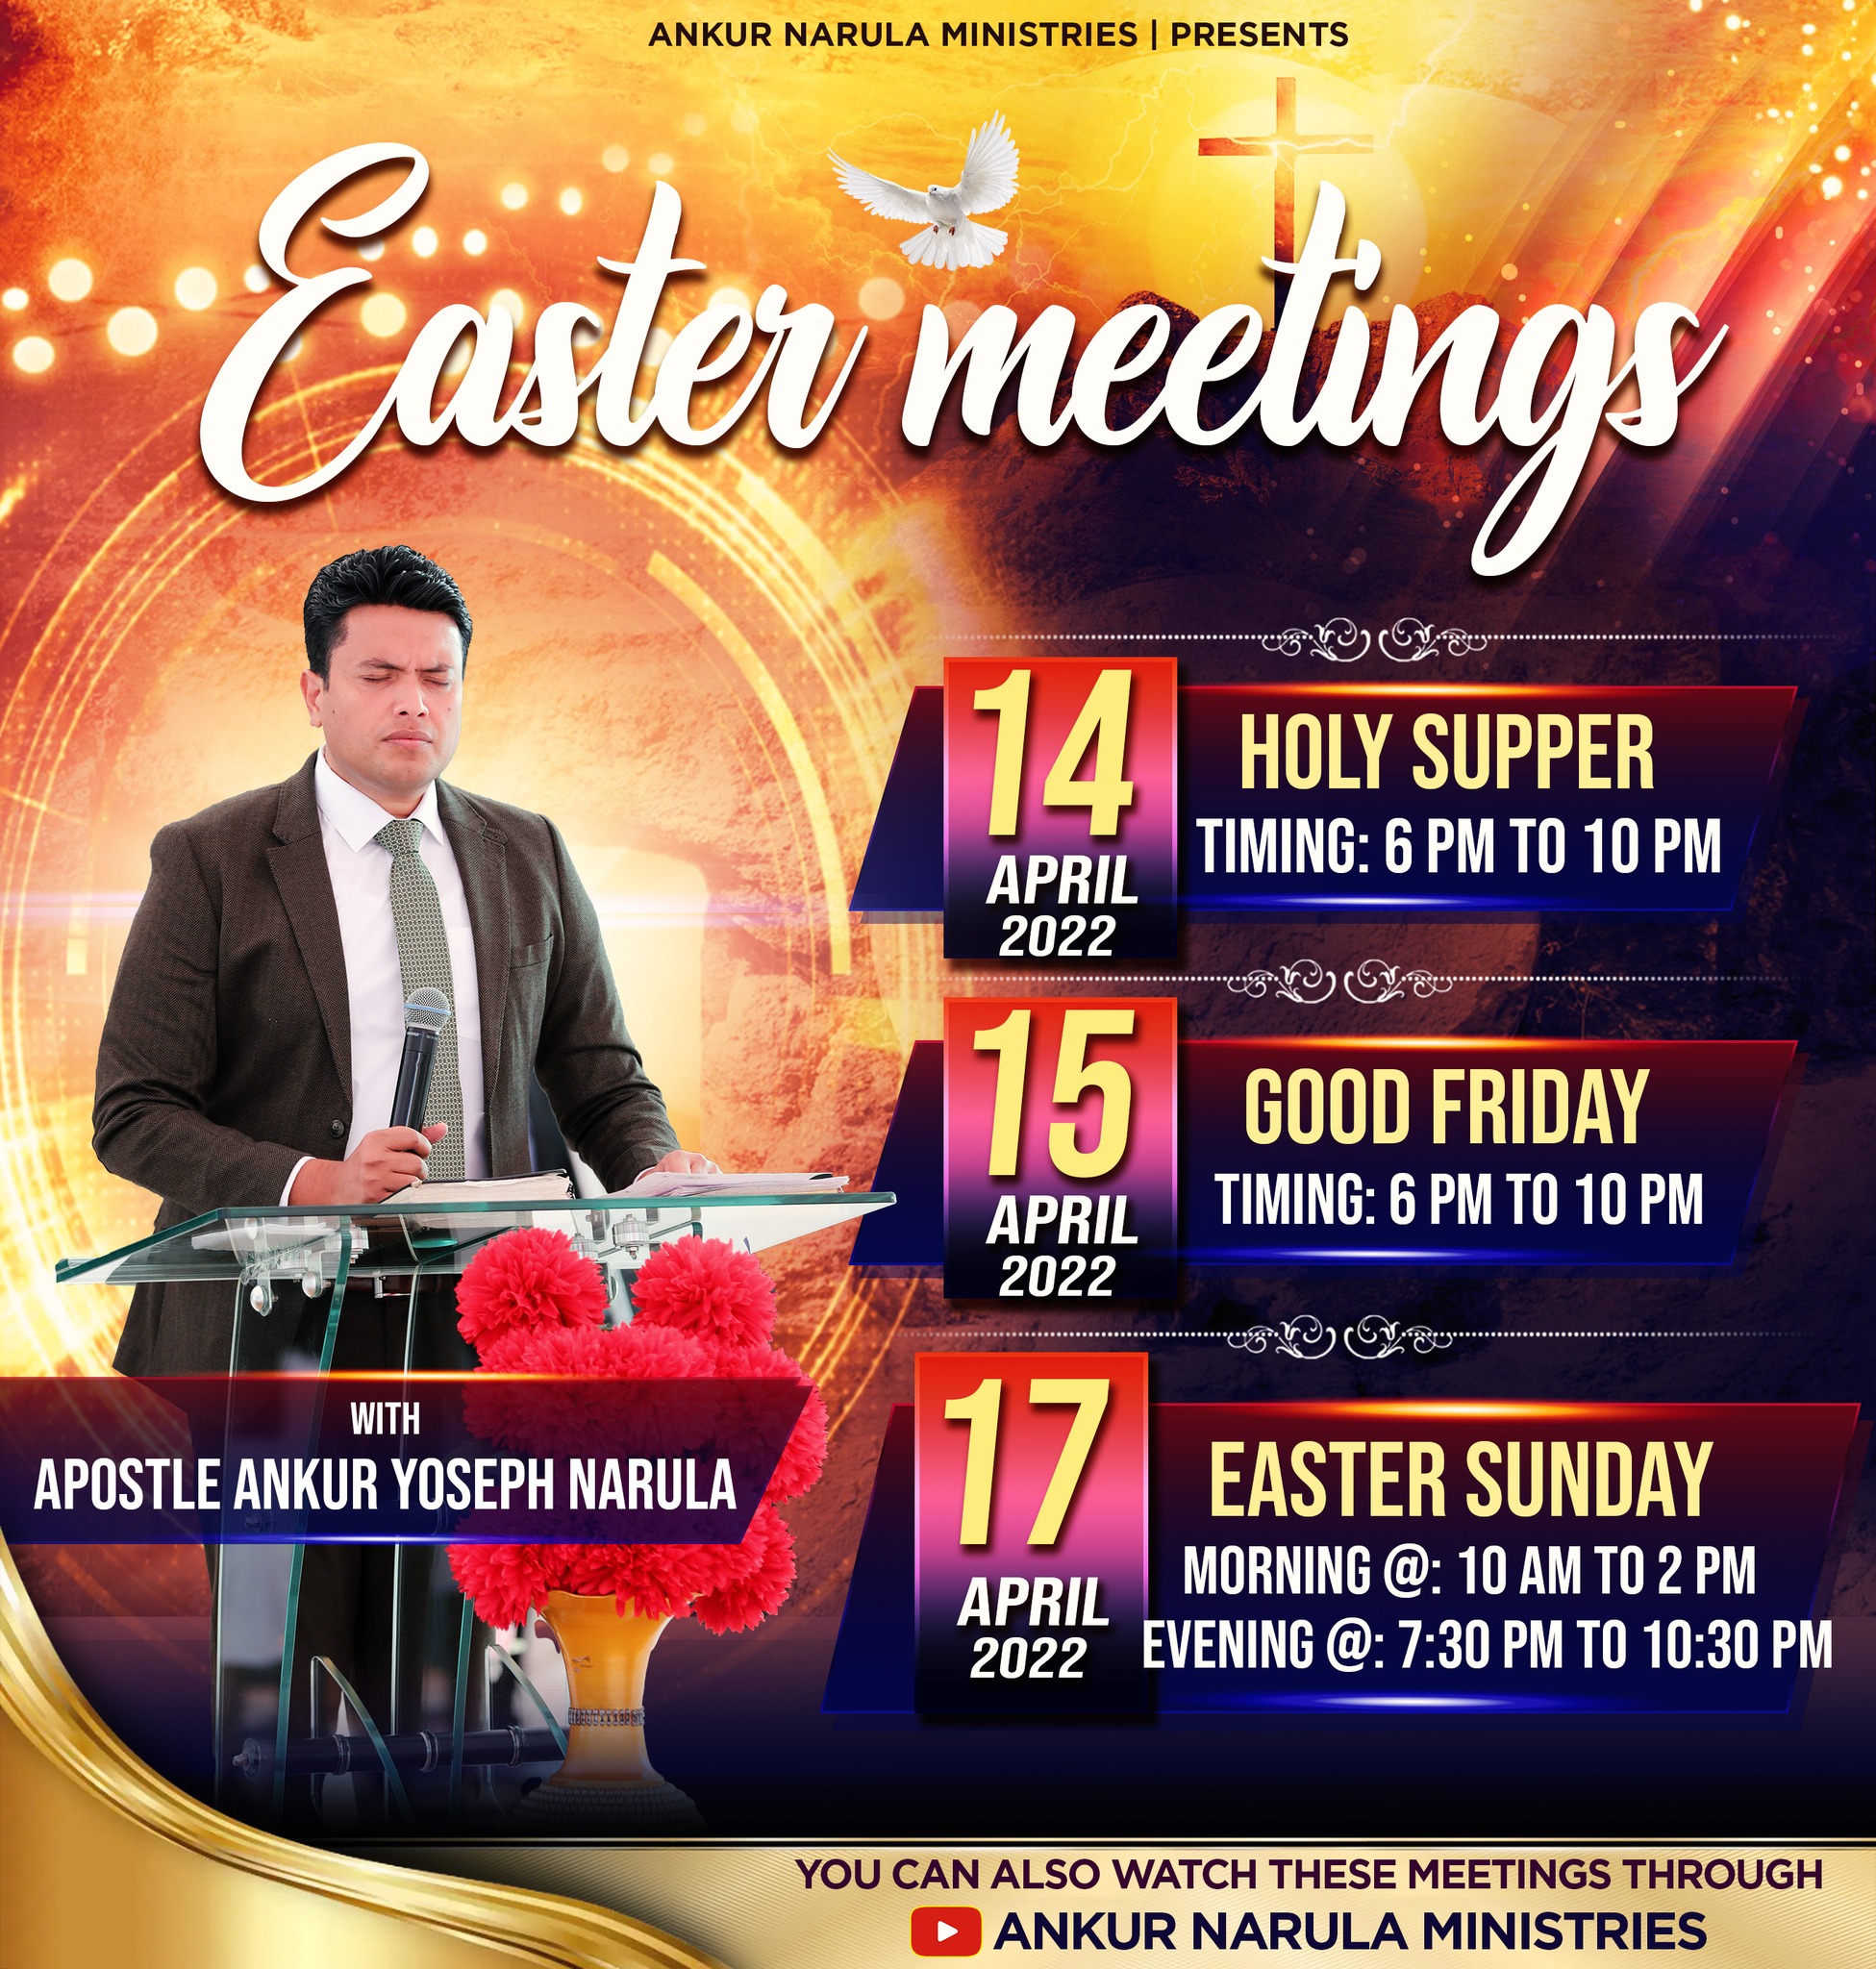 ANKUR NARULA MINISTRIES | PRESENTS
Easter meetings
14
APRIL
2022
HOLY SUPPER
TIMING: 6 PM TO 10 PM
15
APRIL
2022
GOOD FRIDAY
TIMING: 6 PM TO 10 PM
17
APRIL
2022
EASTER SUNDAY
MORNING @: 10 AM TO 2 PM
EVENING @: 7:30 PM TO 10:30 PM
WITH
APOSTLE ANKUR YOSEPH NARULA
YOU CAN ALSO WATCH THESE MEETINGS THROUGH
ANKUR NARULA MINISTRIES